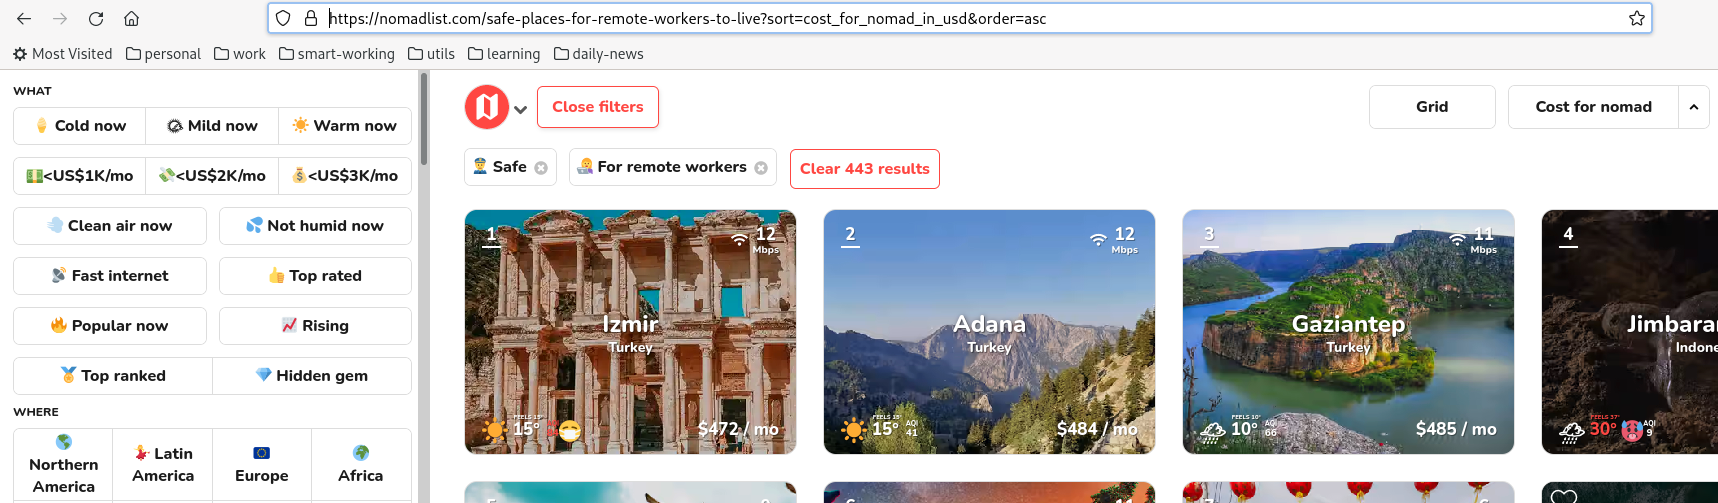 https://nomadlist.com/safe-places-for-remote-workers-to-live?sort=cost_for_nomad_in_usd&order=asc
Most Visited personal work smart-working utils learning daily-news
WHAT
Cold now Mild now Warm now
<US$1K/mo <US$2K/mo <US$3K/mo
Clean air now Not humid now
Fast internet Top rated
Popular now Rising
Top ranked Hidden gem
WHERE
Northern America Latin America Europe Africa
Close filters
Grid Cost for nomad
Safe For remote workers Clear 443 results
1
12 Mbps
Izmir
Turkey
15°
$472 / mo
2
12 Mbps
Adana
Turkey
FEELS 15°
15° AQI 41
$484 / mo
3
11 Mbps
Gaziantep
Turkey
FEELS 10°
10° AQI 66
$485 / mo
4
Jimbaran
Indone
FEELS 37°
30° AQI 9